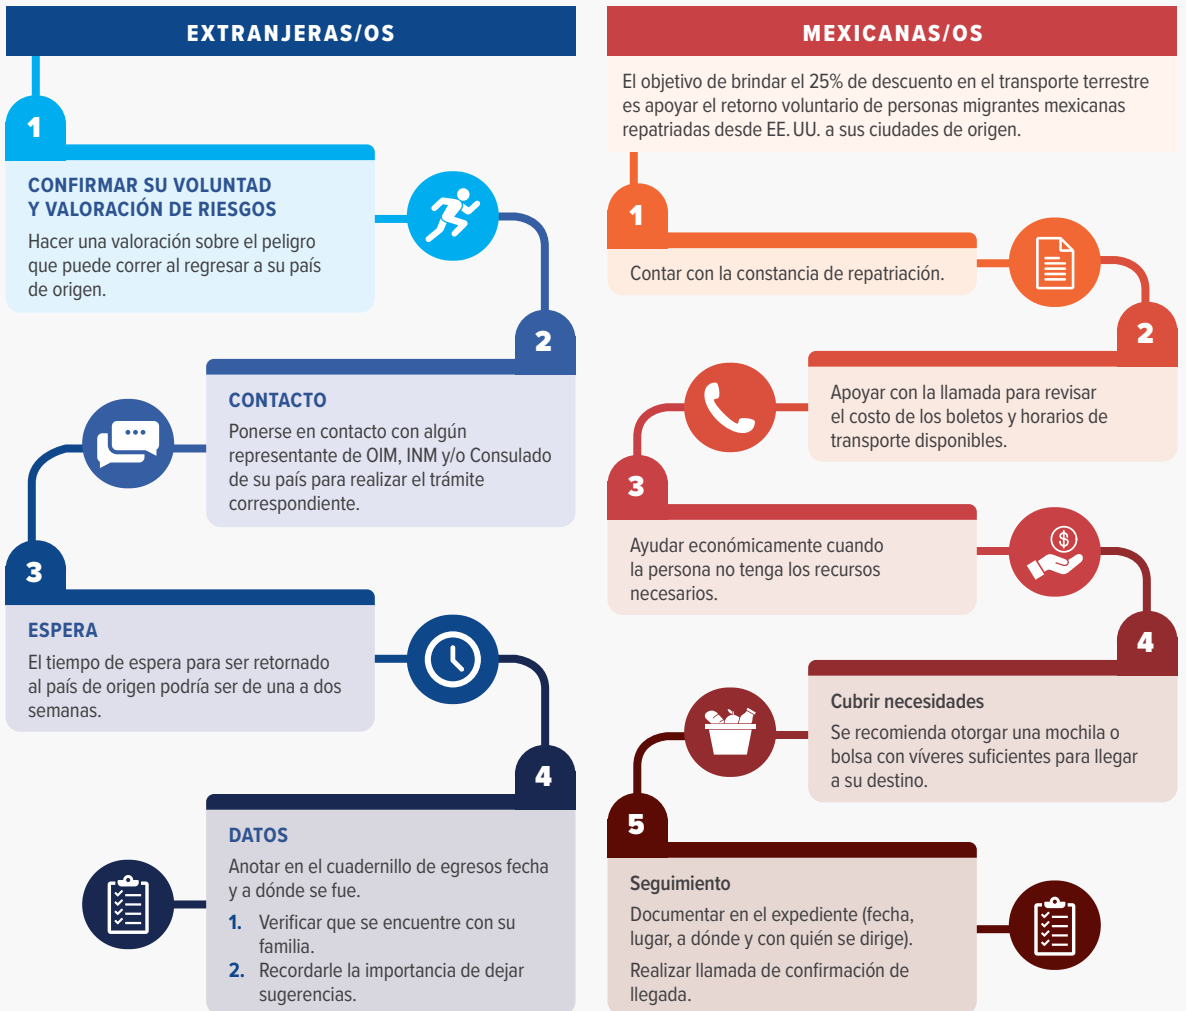 EXTRANJERAS/OS
1
CONFIRMAR SU VOLUNTAD
Y VALORACIÓN DE RIESGOS
Hacer una valoración sobre el peligro
que puede correr al regresar a su país
de origen.
2
CONTACTO
Ponerse en contacto con algún
representante de OIM, INM y/o Consulado
de su país para realizar el trámite
correspondiente.
3
ESPERA
El tiempo de espera para ser retornado
al país de origen podría ser de una a dos
semanas.
4
DATOS
Anotar en el cuadernillo de egresos fecha
y a dónde se fue.
1. Verificar que se encuentre con su
familia.
2. Recordarle la importancia de dejar
sugerencias.
MEXICANAS/OS
El objetivo de brindar el 25% de descuento en el transporte terrestre
es apoyar el retorno voluntario de personas migrantes mexicanas
repatriadas desde EE. UU. a sus ciudades de origen.
1
Contar con la constancia de repatriación.
2
Apoyar con la llamada para revisar
el costo de los boletos y horarios de
transporte disponibles.
3
Ayudar económicamente cuando
la persona no tenga los recursos
necesarios.
$
4
Cubrir necesidades
Se recomienda otorgar una mochila o
bolsa con víveres suficientes para llegar
a su destino.
5
Seguimiento
Documentar en el expediente (fecha,
lugar, a dónde y con quién se dirige).
Realizar llamada de confirmación de
llegada.